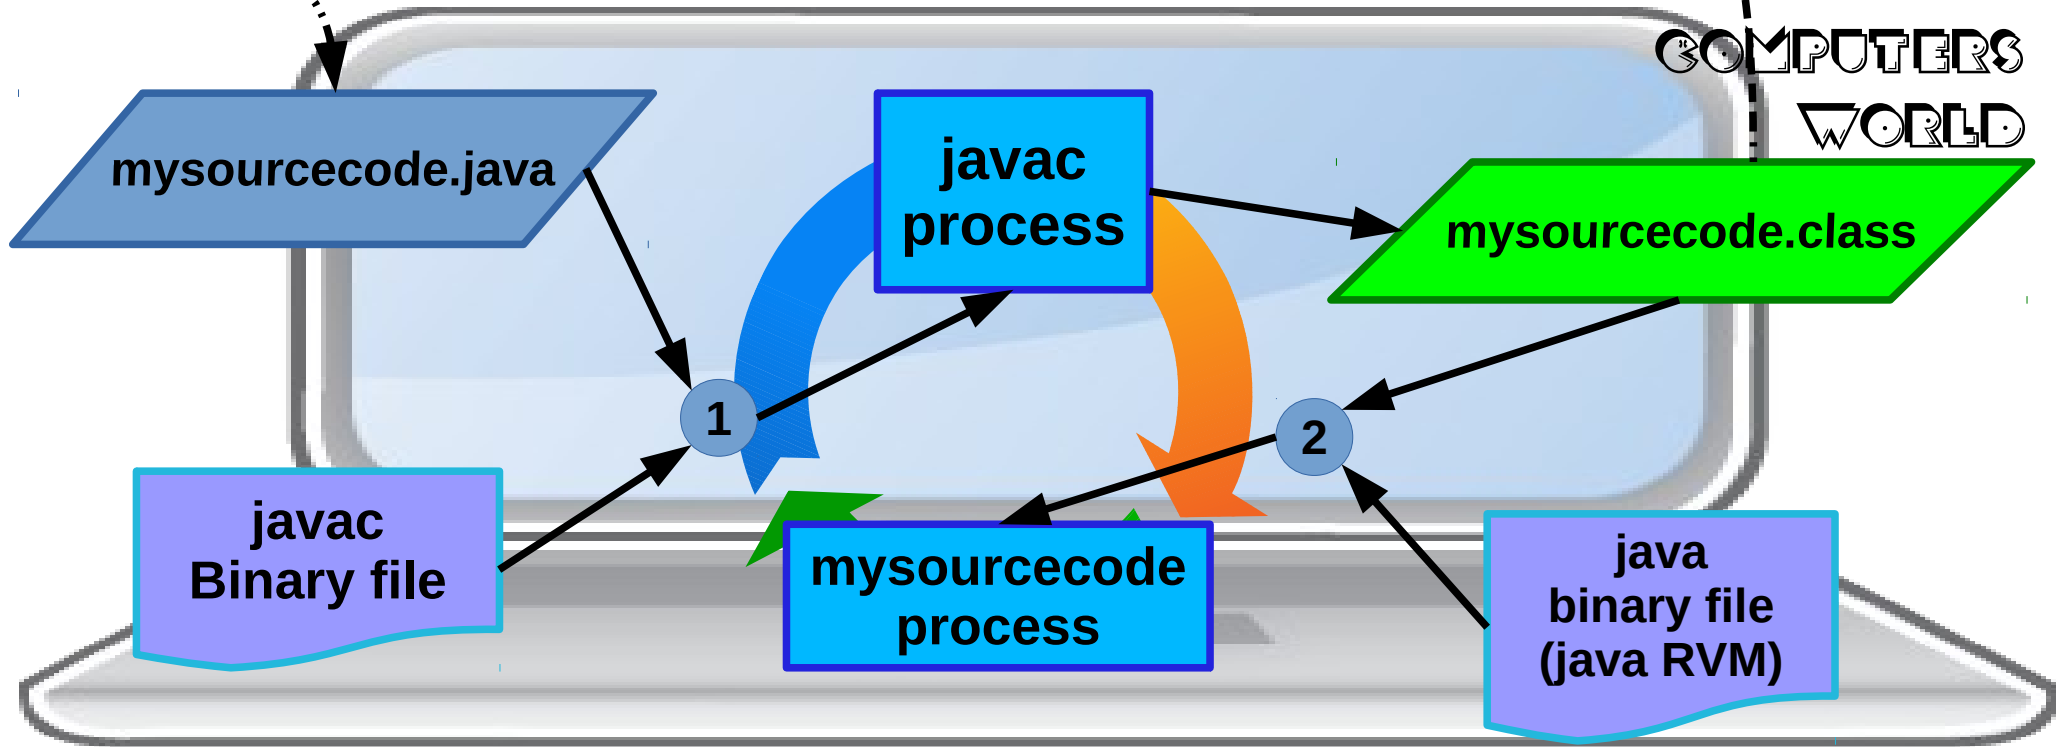 COMPUTERS
WORLD
mysourcecode.java
javac
process
mysourcecode.class
1
2
javac
Binary file
mysourcecode
process
java
binary file
(java RVM)